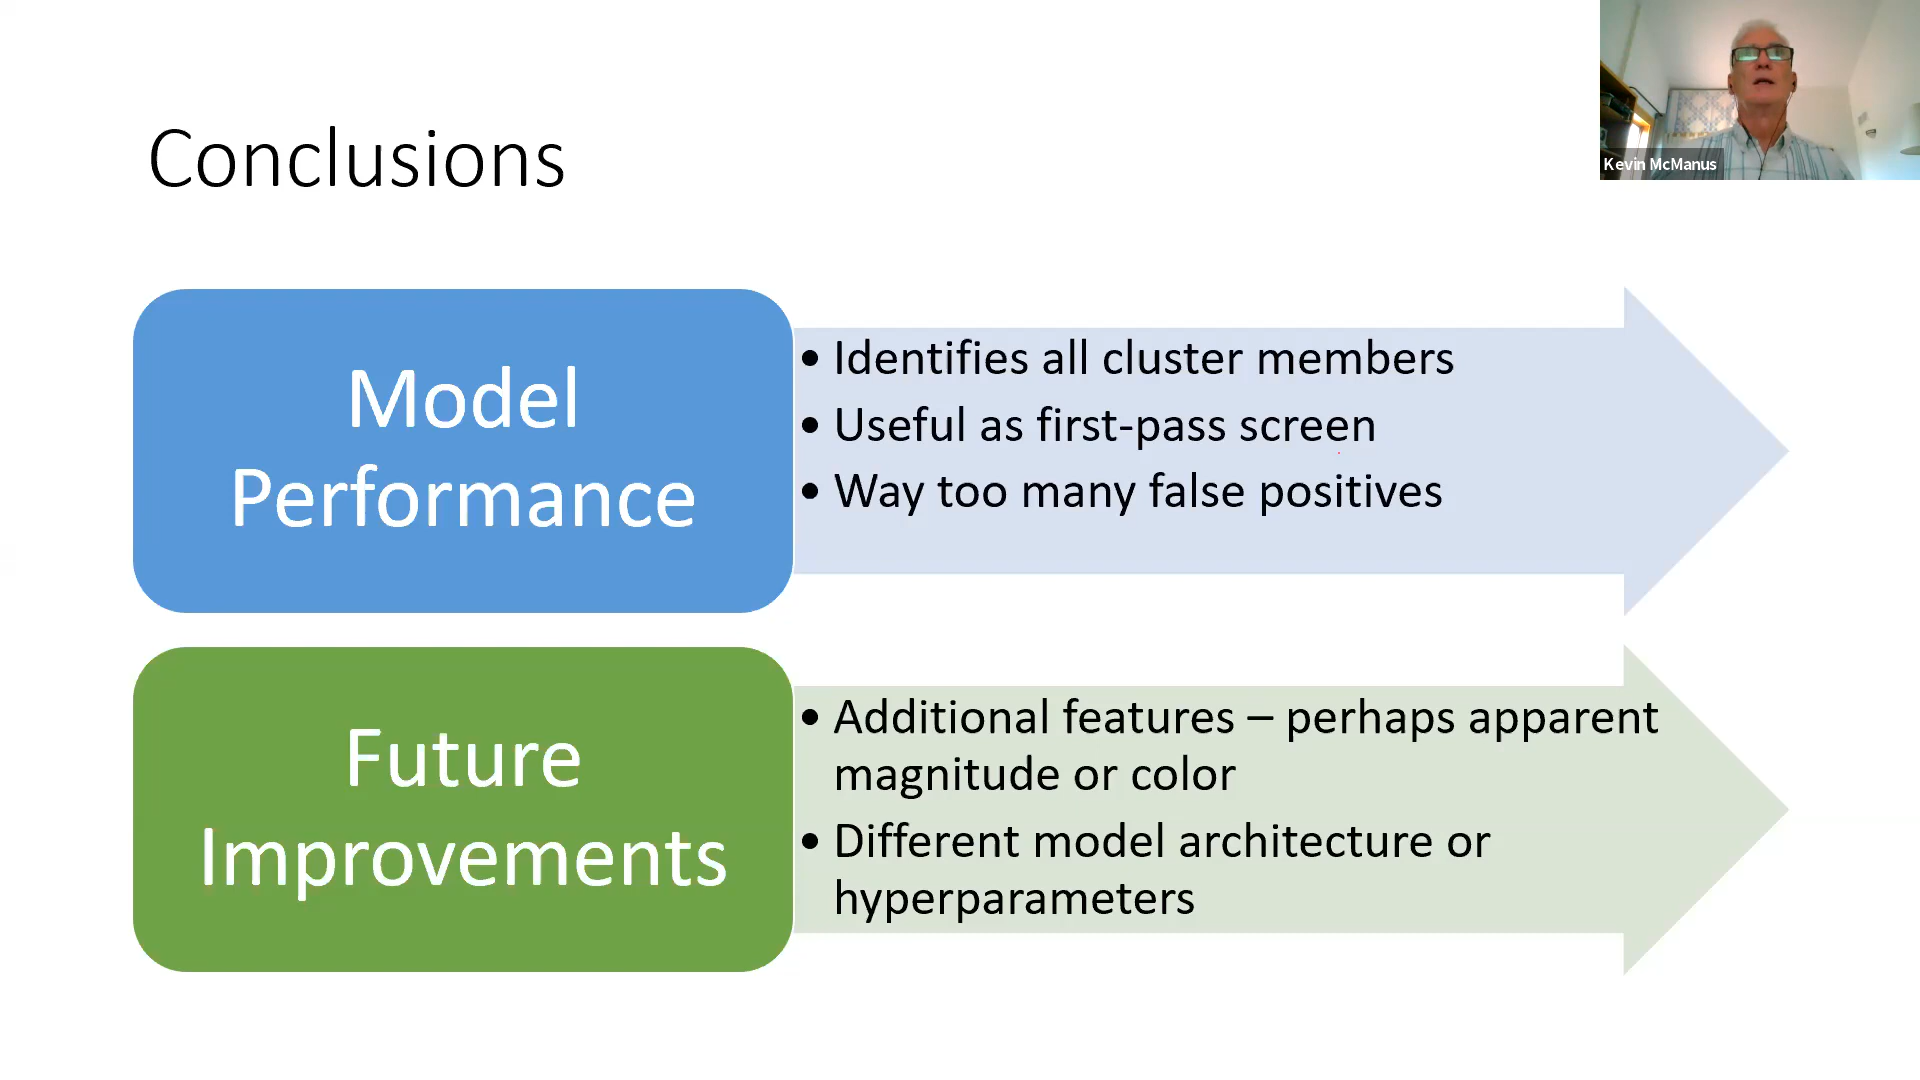 Kevin McManus
Conclusions
Model
Performance
• Identifies all cluster members
• Useful as first-pass screen
• Way too many false positives
Future
Improvements
• Additional features – perhaps apparent
magnitude or color
• Different model architecture or
hyperparameters